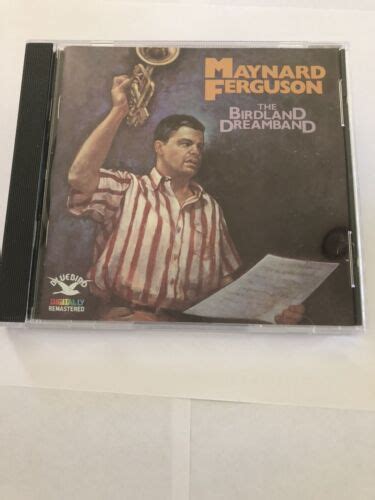 MAYNARD
FERGUSON
THE
BIRDLAND
DREAMBAND
BLUEBIRD
DIGITALLY
REMASTERED